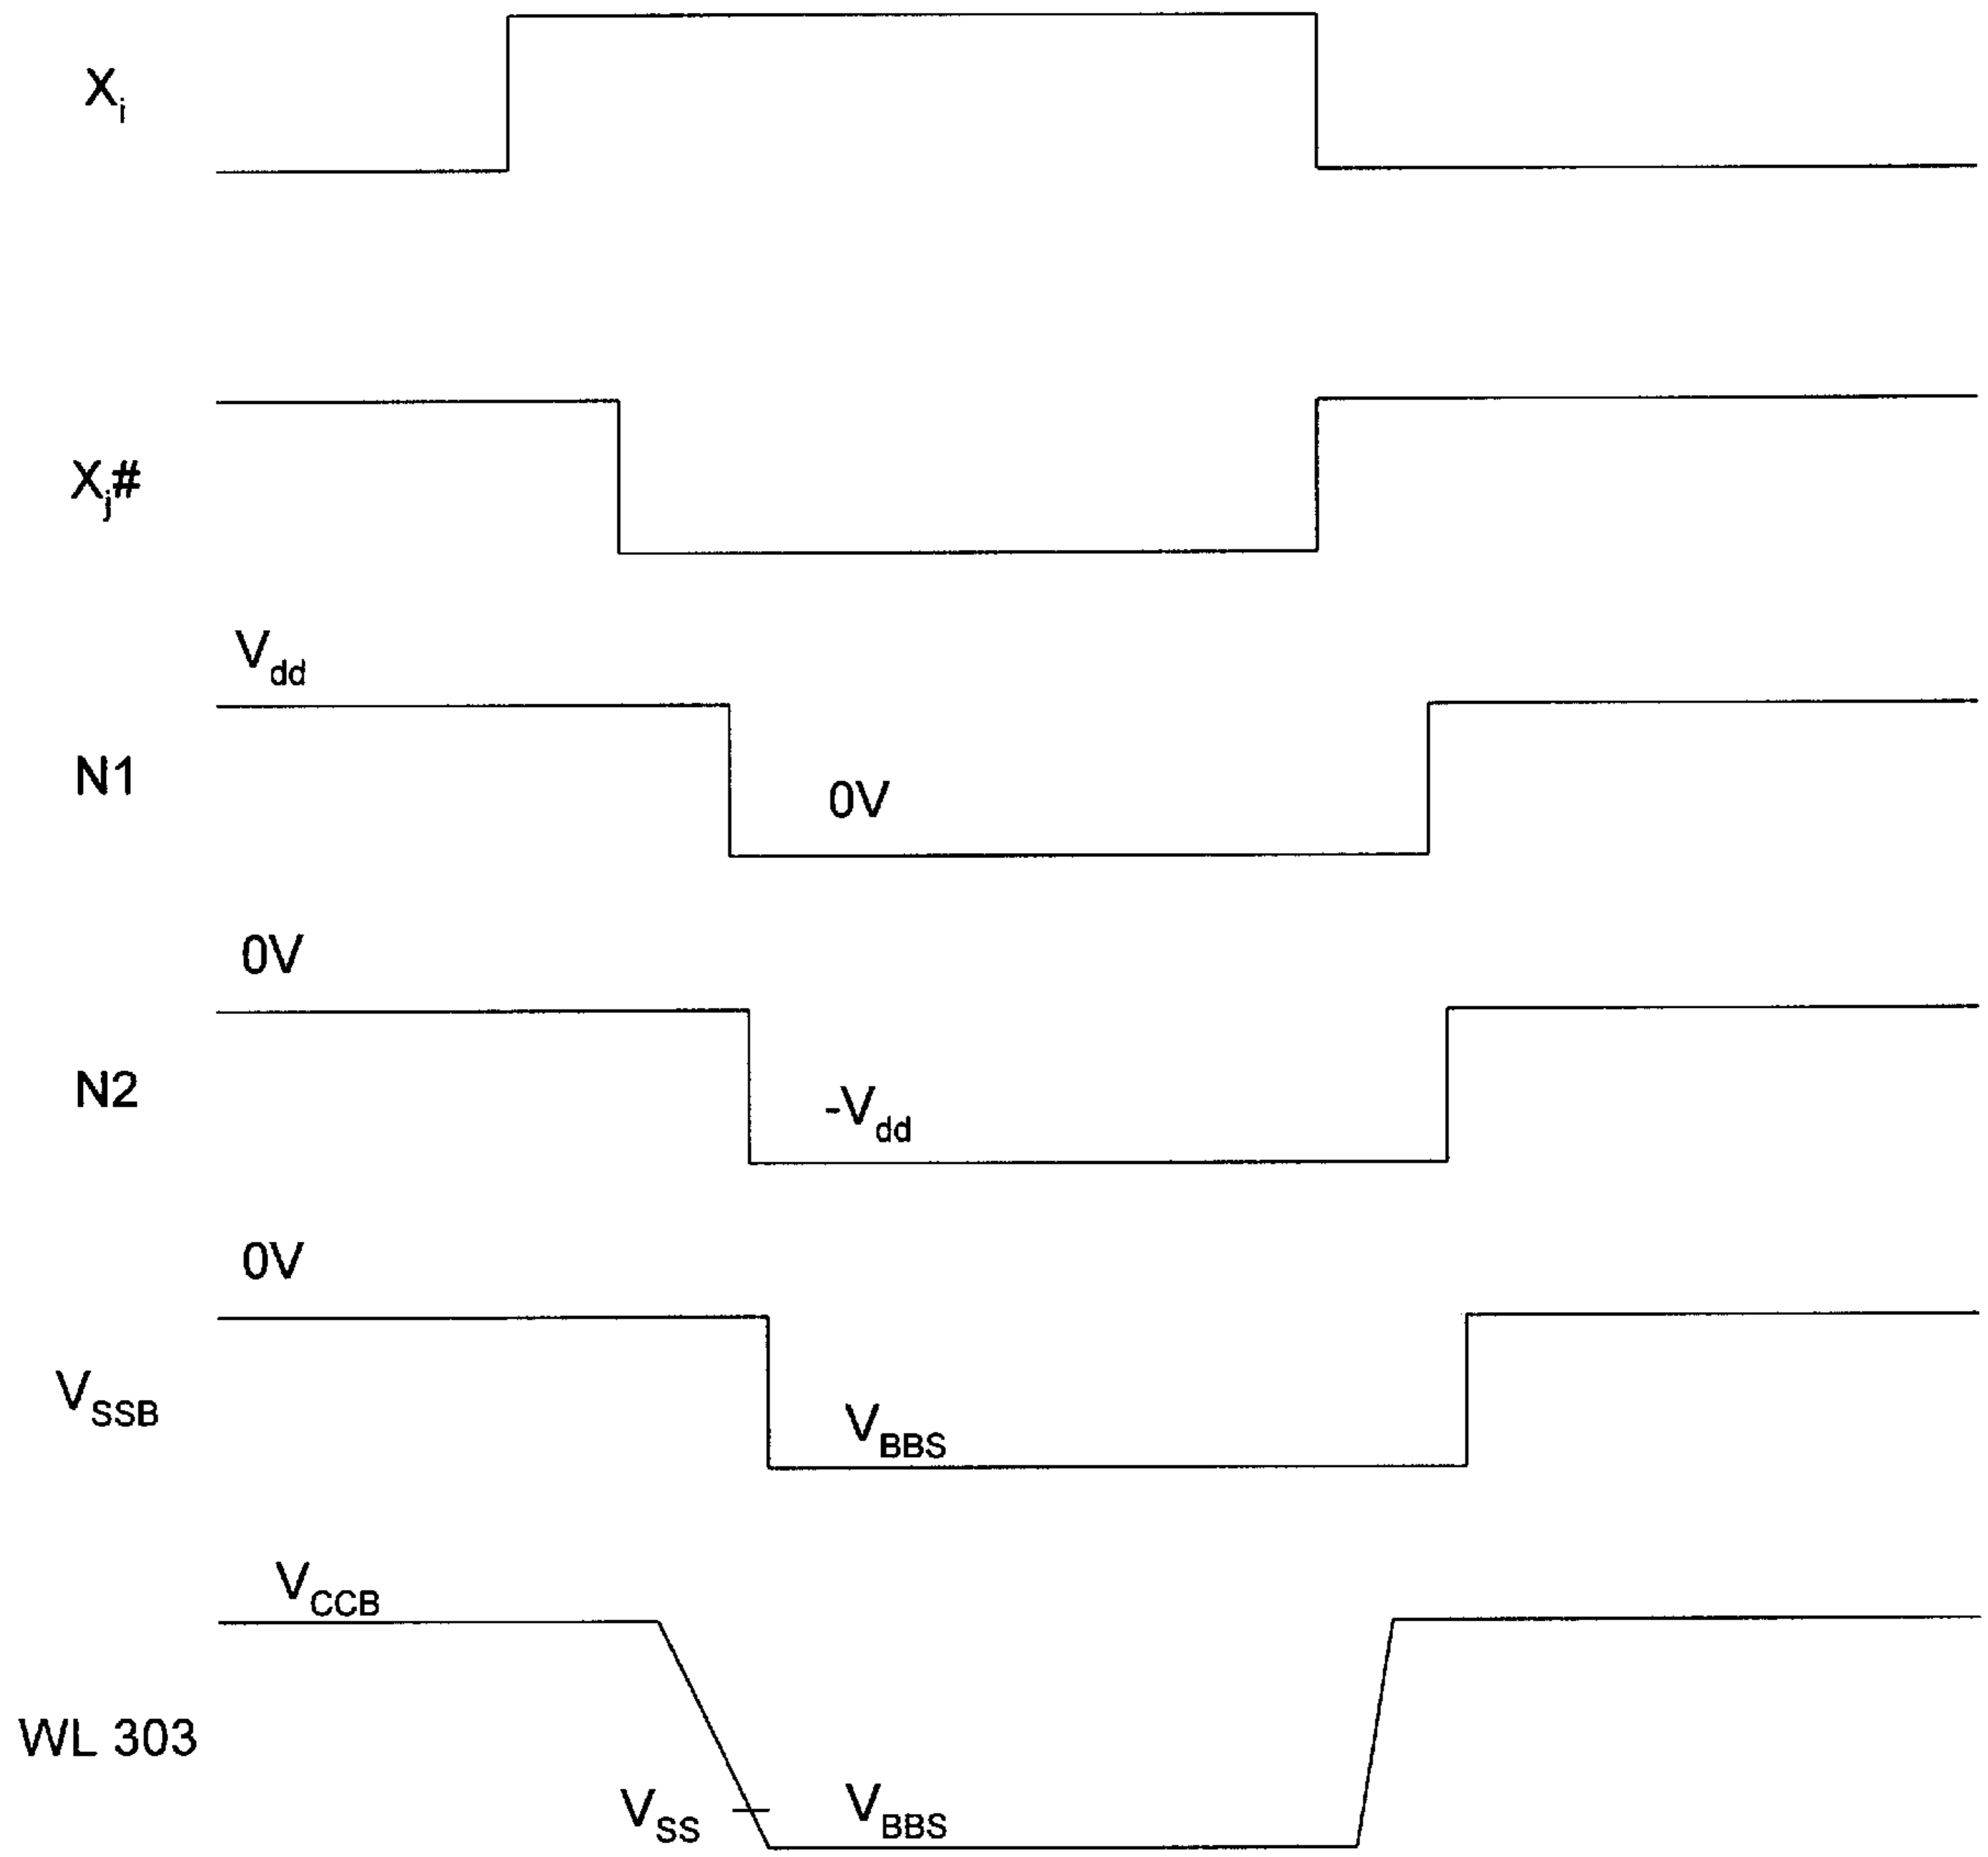 Xi
Xj#
Vdd
N1
0V
0V
N2
-Vdd
0V
VSSB
VBBS
VCCB
WL 303
VSS
VBBS